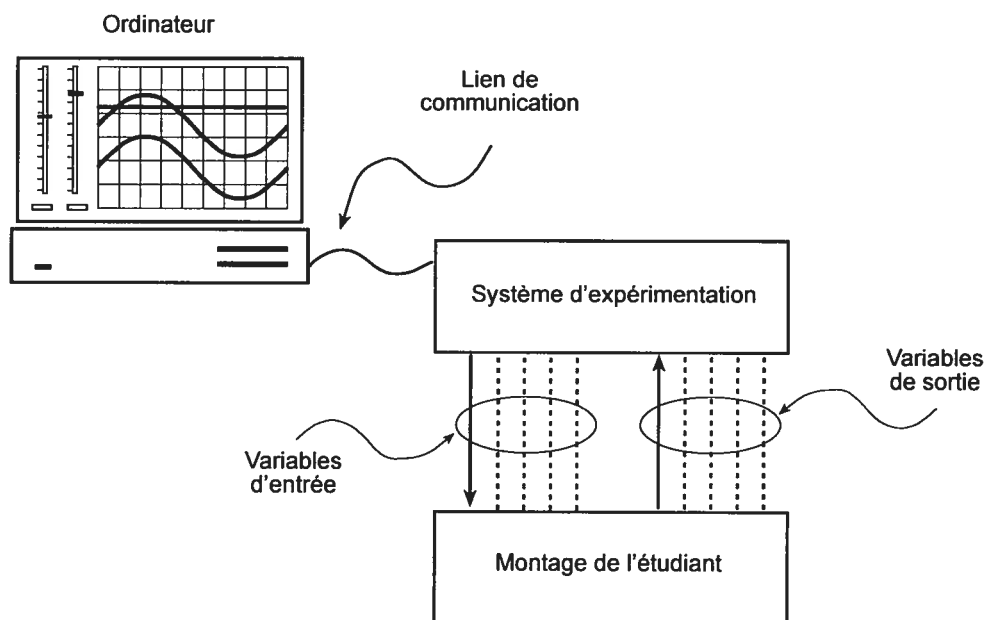 Ordinateur
Lien de
communication
Système d'expérimentation
Variables
de sortie
Variables
d'entrée
Montage de l'étudiant